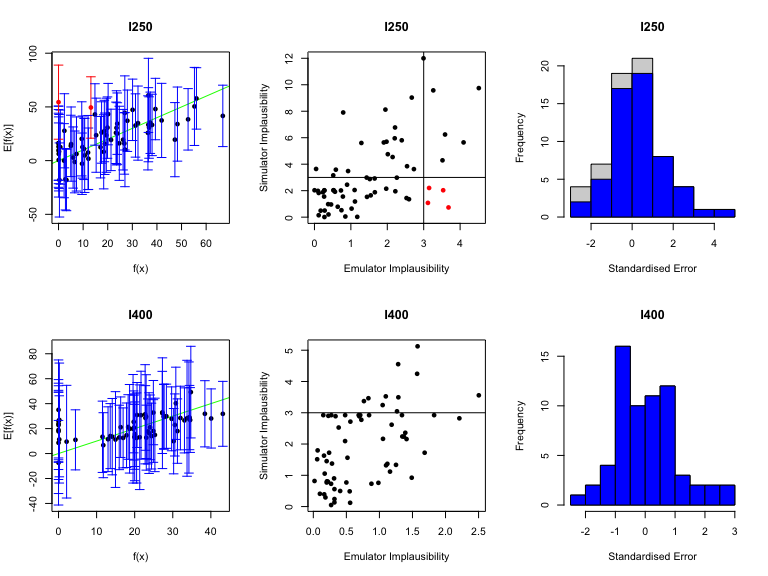 I250
E[f(x)]
100
50
0
-50
0 10 20 30 40 50 60
f(x)
I250
Simulator Implausibility
12
10
8
6
4
2
0
0 1 2 3 4
Emulator Implausibility
I250
Frequency
20
15
10
5
0
-2 0 2 4
Standardised Error
I400
E[f(x)]
80
60
40
20
0
-40
0 10 20 30 40
f(x)
I400
Simulator Implausibility
5
4
3
2
1
0
0.0 0.5 1.0 1.5 2.0 2.5
Emulator Implausibility
I400
Frequency
15
10
5
0
-2 -1 0 1 2 3
Standardised Error